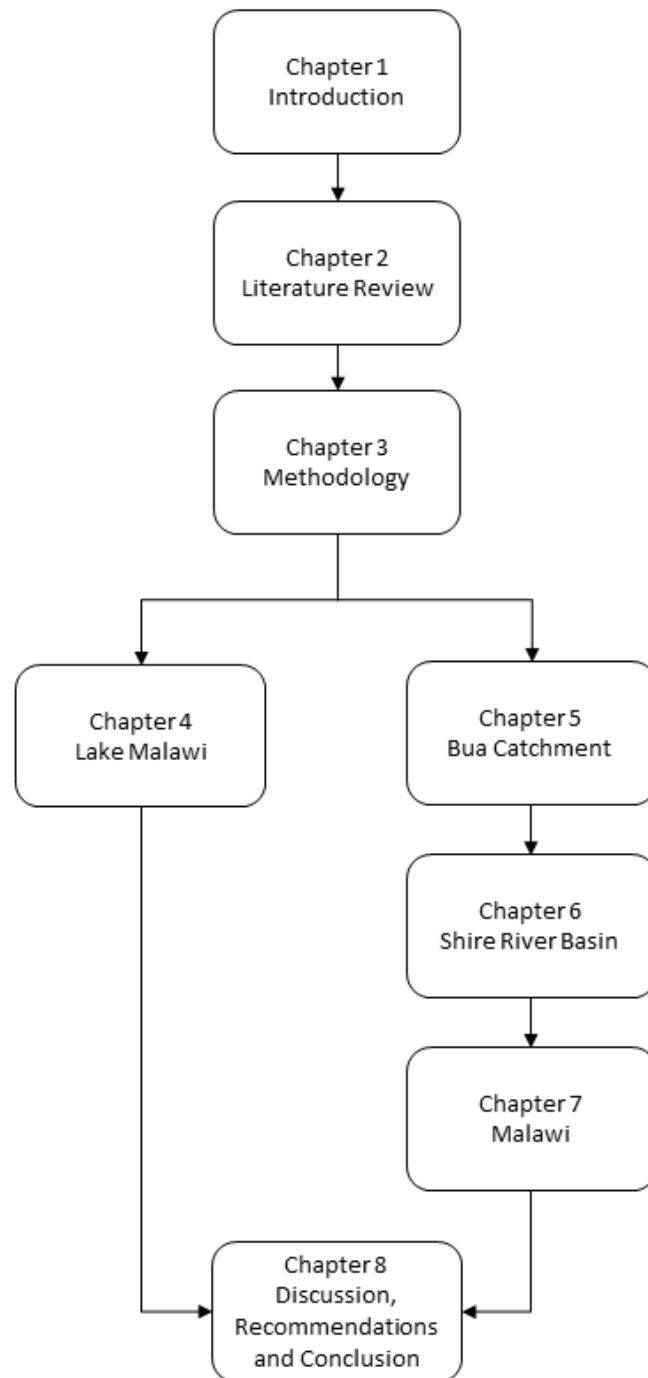 Chapter 1
Introduction
Chapter 2
Literature Review
Chapter 3
Methodology
Chapter 4
Lake Malawi
Chapter 5
Bua Catchment
Chapter 6
Shire River Basin
Chapter 7
Malawi
Chapter 8
Discussion,
Recommendations
and Conclusion